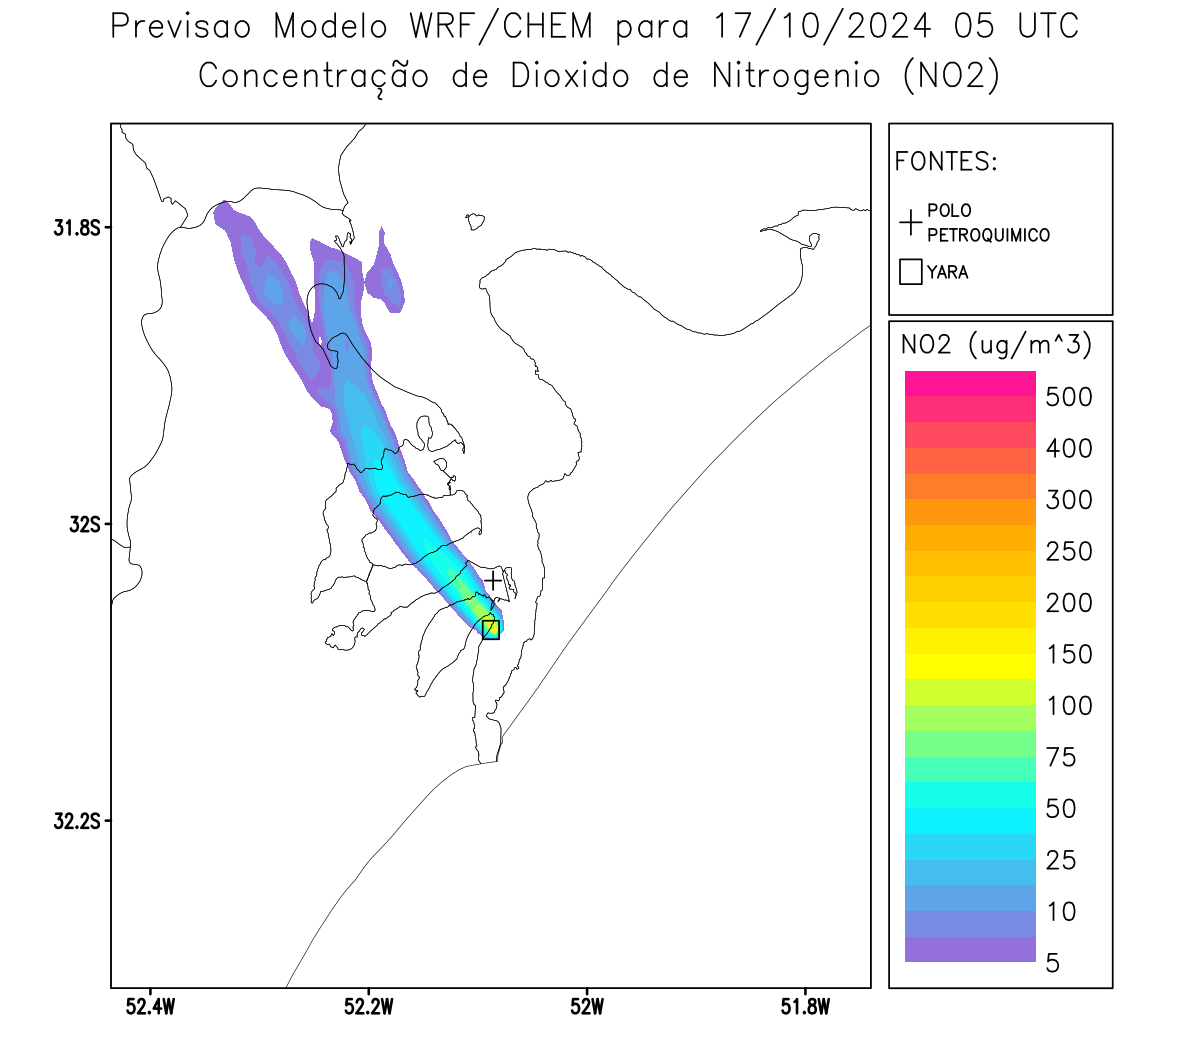 Previsao Modelo WRF/CHEM para 17/10/2024 05 UTC
Concentração de Dioxido de Nitrogenio (NO2)
FONTES:
POLO
PETROQUIMICO
YARA
NO2 (ug/m^3)
500
400
300
250
200
150
100
75
50
25
10
5
31.8S
32S
32.2S
52.4W
52.2W
52W
51.8W